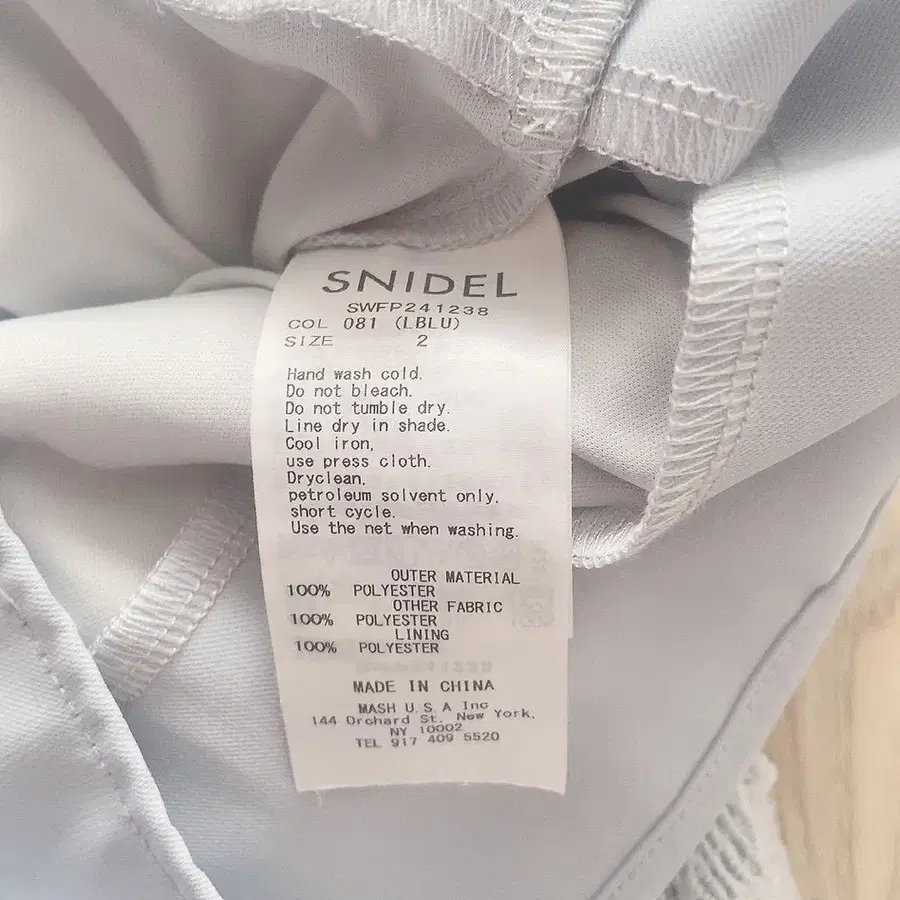 SNIDEL
SWFP241238
COL 081 (LBLU)
SIZE 2
Hand wash cold.
Do not bleach.
Do not tumble dry.
Line dry in shade.
Cool iron,
use press cloth.
Dryclean,
petroleum solvent only,
short cycle.
Use the net when washing.
OUTER MATERIAL
100% POLYESTER
OTHER FABRIC
100% POLYESTER
LINING
100% POLYESTER
MADE IN CHINA
MASH U.S.A Inc
144 Orchard St. New York,
NY 10002
TEL 917 409 5520